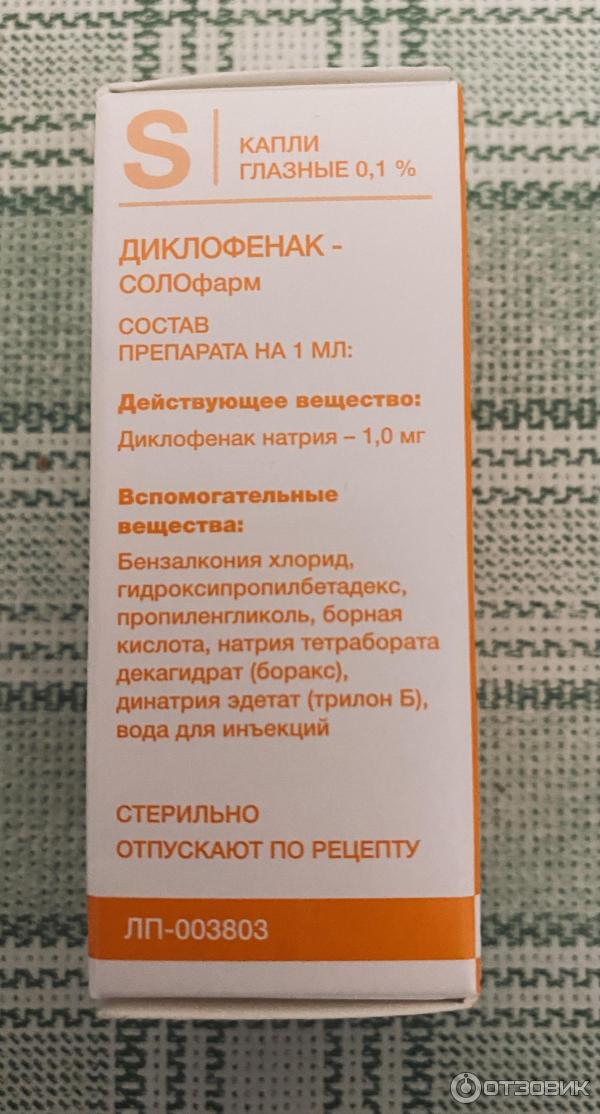 S
КАПЛИ
ГЛАЗНЫЕ 0,1 %
ДИКЛОФЕНАК -
СОЛОфарм
СОСТАВ
ПРЕПАРАТА НА 1 МЛ:
Действующее вещество:
Диклофенак натрия – 1,0 мг
Вспомогательные
вещества:
Бензалкония хлорид,
гидроксипропилбетадекс,
пропиленгликоль, борная
кислота, натрия тетрабората
декагидрат (боракс),
динатрия эдетат (трилон Б),
вода для инъекций
СТЕРИЛЬНО
ОТПУСКАЮТ ПО РЕЦЕПТУ
ЛП-003803
ОТЗОВИК